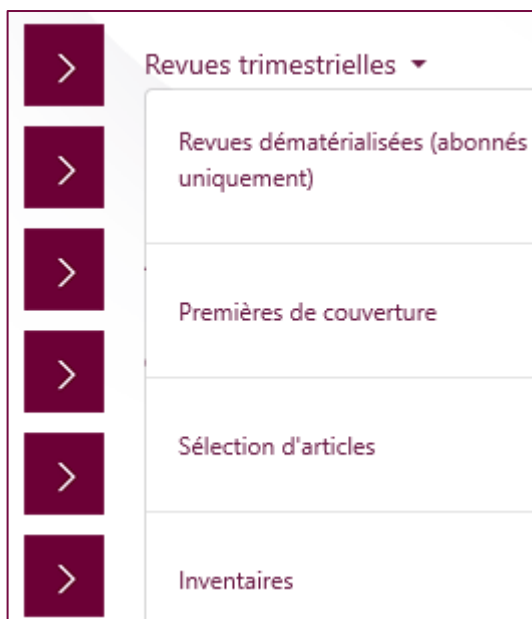 Revues trimestrielles
Revues dématérialisées (abonnés
uniquement)
Premières de couverture
Sélection d'articles
Inventaires